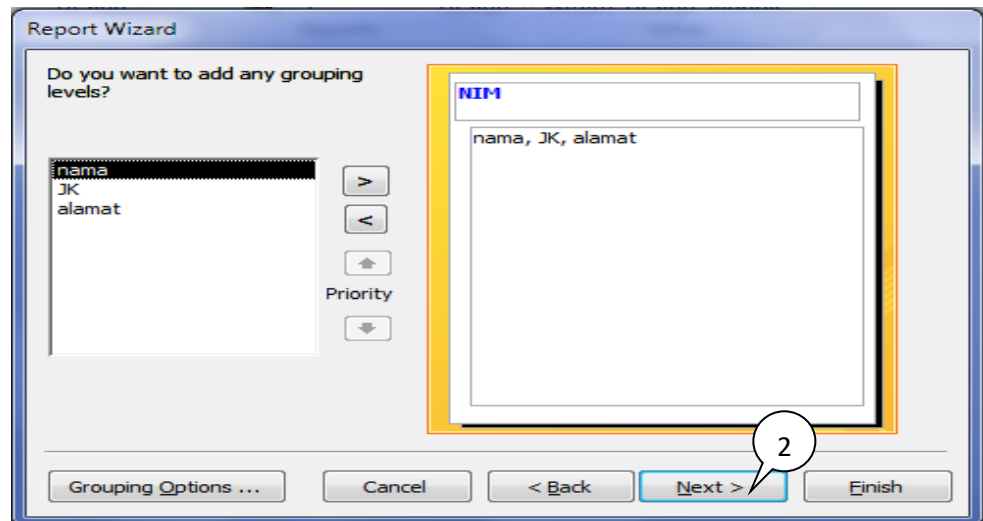 Report Wizard
Do you want to add any grouping
levels?
nama
JK
alamat
>
<
Priority
NIM
nama, JK, alamat
2
Grouping Options ...
Cancel
< Back
Next >
Finish